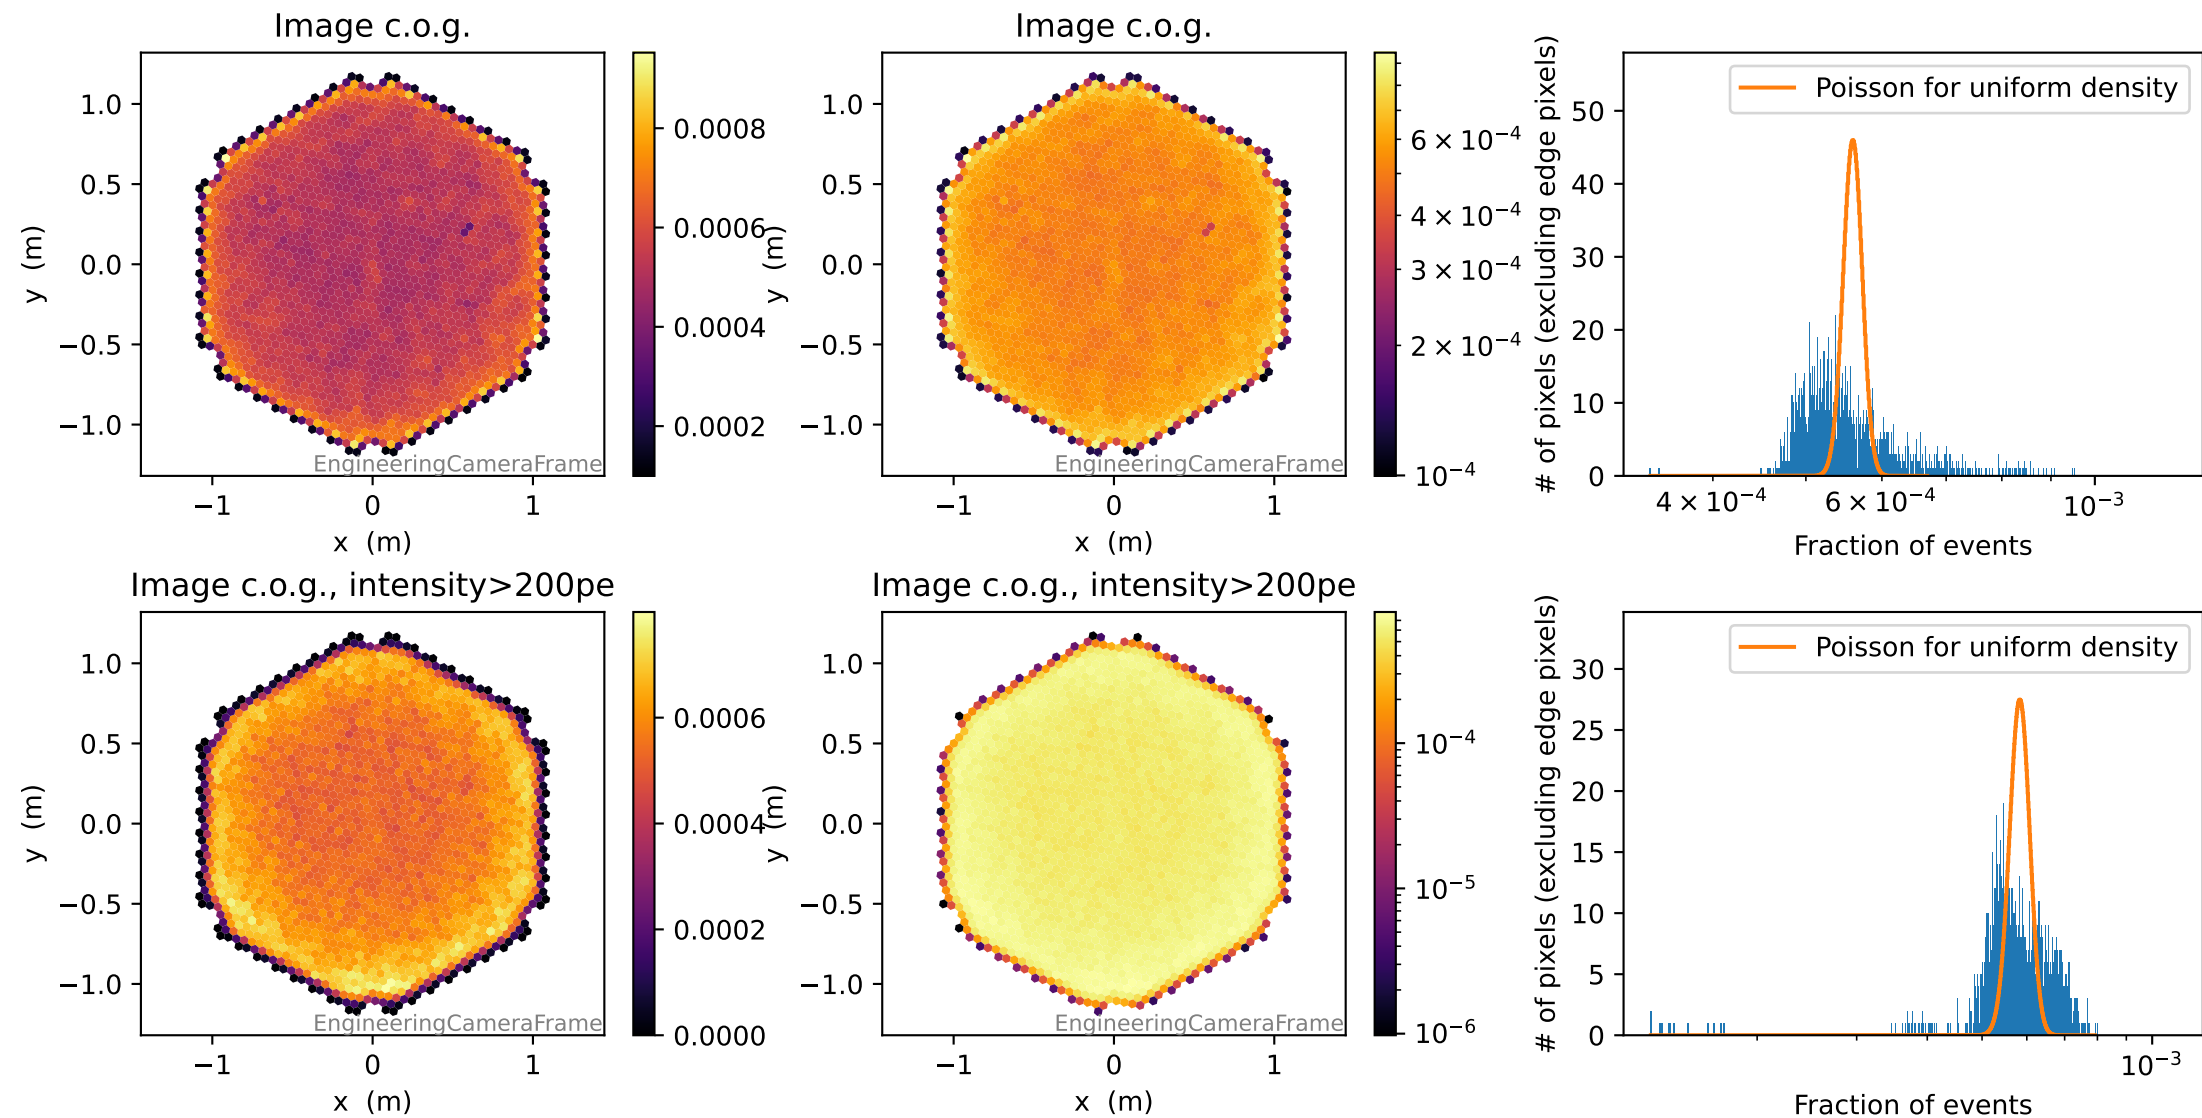 Image c.o.g.
1.0
0.5
0.0
−0.5
−1.0
y (m)
−1 0 1
x (m)
EngineeringCameraFrame
0.0008
0.0006
0.0004
0.0002
Image c.o.g.
1.0
0.5
0.0
−0.5
−1.0
y (m)
−1 0 1
x (m)
EngineeringCameraFrame
6 × 10⁻⁴
4 × 10⁻⁴
3 × 10⁻⁴
2 × 10⁻⁴
10⁻⁴
Poisson for uniform density
# of pixels (excluding edge pixels)
50
40
30
20
10
0
4 × 10⁻⁴ 6 × 10⁻⁴ 10⁻³
Fraction of events
Image c.o.g., intensity>200pe
1.0
0.5
0.0
−0.5
−1.0
y (m)
−1 0 1
x (m)
EngineeringCameraFrame
0.0006
0.0004
0.0002
0.0000
Image c.o.g., intensity>200pe
1.0
0.5
0.0
−0.5
−1.0
y (m)
−1 0 1
x (m)
EngineeringCameraFrame
10⁻⁴
10⁻⁵
10⁻⁶
Poisson for uniform density
# of pixels (excluding edge pixels)
30
25
20
15
10
5
0
10⁻³
Fraction of events